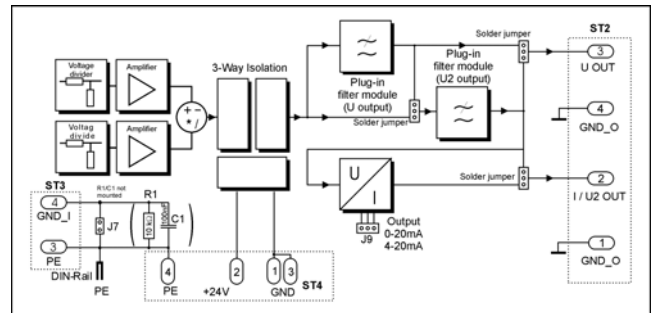 Voltage
divider
Amplifier
Voltag
divide
Amplifier
+ -
* /
3-Way Isolation
Plug-in
filter module
(U output)
Solder jumper
Plug-in
filter module
(U2 output)
Solder jumper
ST2
3
U OUT
4
GND_O
Solder jumper
2
I / U2 OUT
1
GND_O
U
I
J9
Output
0-20mA
4-20mA
ST3
4
GND_I
3
PE
R1/C1 not
mounted
J7
R1
10 kΩ
100nF
C1
DIN-Rail
PE
4
PE
2
+24V
1
3
GND
ST4